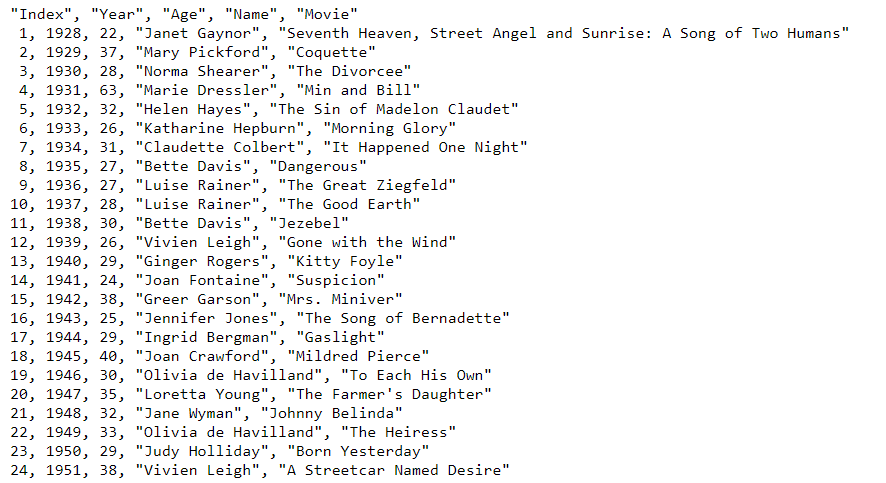 "Index", "Year", "Age", "Name", "Movie"
1, 1928, 22, "Janet Gaynor", "Seventh Heaven, Street Angel and Sunrise: A Song of Two Humans"
2, 1929, 37, "Mary Pickford", "Coquette"
3, 1930, 28, "Norma Shearer", "The Divorcee"
4, 1931, 63, "Marie Dressler", "Min and Bill"
5, 1932, 32, "Helen Hayes", "The Sin of Madelon Claudet"
6, 1933, 26, "Katharine Hepburn", "Morning Glory"
7, 1934, 31, "Claudette Colbert", "It Happened One Night"
8, 1935, 27, "Bette Davis", "Dangerous"
9, 1936, 27, "Luise Rainer", "The Great Ziegfeld"
10, 1937, 28, "Luise Rainer", "The Good Earth"
11, 1938, 30, "Bette Davis", "Jezebel"
12, 1939, 26, "Vivien Leigh", "Gone with the Wind"
13, 1940, 29, "Ginger Rogers", "Kitty Foyle"
14, 1941, 24, "Joan Fontaine", "Suspicion"
15, 1942, 38, "Greer Garson", "Mrs. Miniver"
16, 1943, 25, "Jennifer Jones", "The Song of Bernadette"
17, 1944, 29, "Ingrid Bergman", "Gaslight"
18, 1945, 40, "Joan Crawford", "Mildred Pierce"
19, 1946, 30, "Olivia de Havilland", "To Each His Own"
20, 1947, 35, "Loretta Young", "The Farmer's Daughter"
21, 1948, 32, "Jane Wyman", "Johnny Belinda"
22, 1949, 33, "Olivia de Havilland", "The Heiress"
23, 1950, 29, "Judy Holliday", "Born Yesterday"
24, 1951, 38, "Vivien Leigh", "A Streetcar Named Desire"